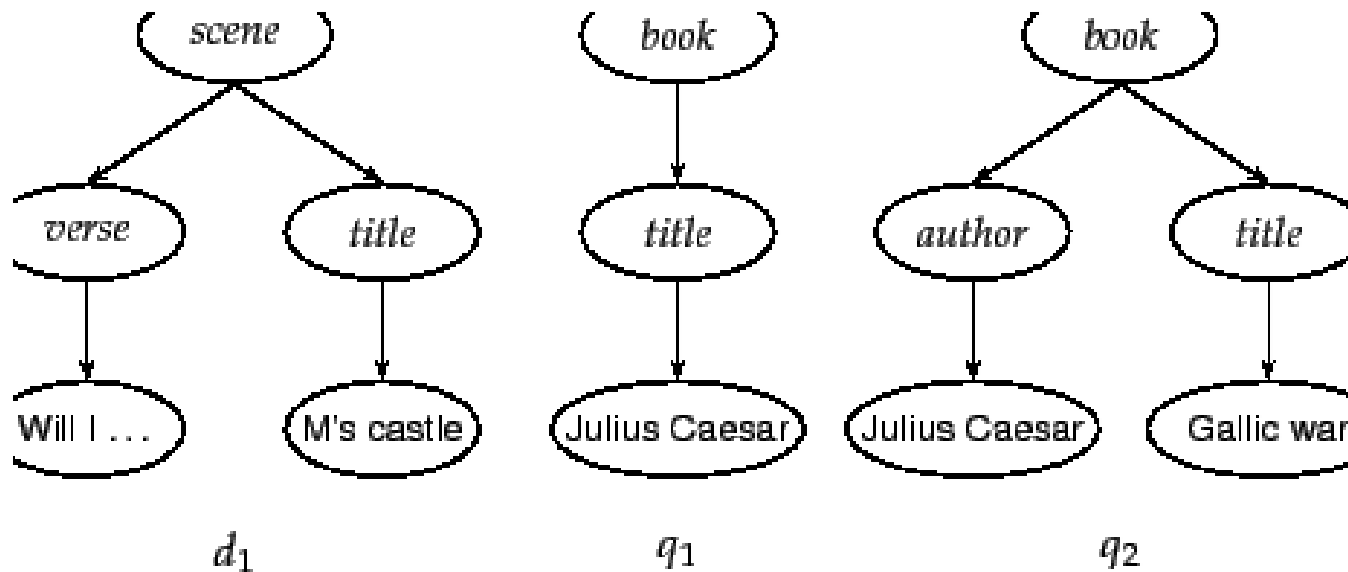 scene book book
verse title title author title
Will I ... M's castle Julius Caesar Julius Caesar Gallic war
d1 q1 q2